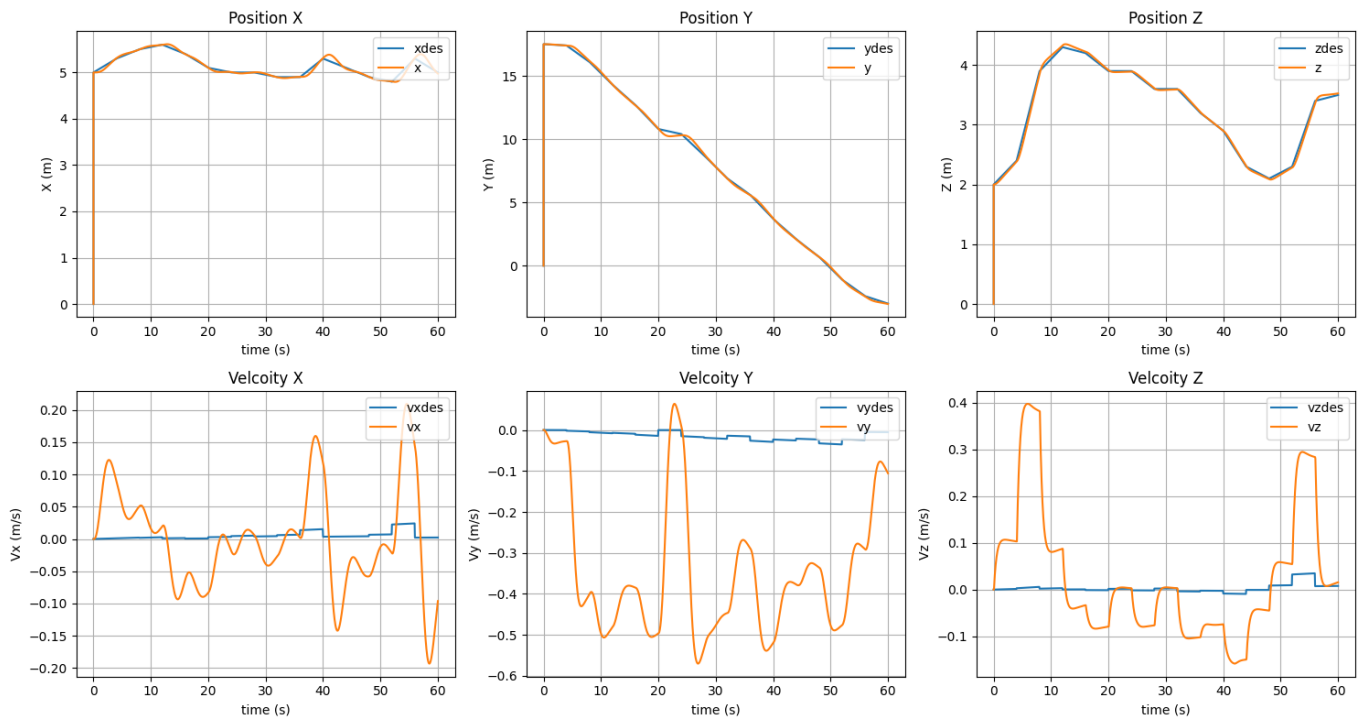 Position X
Position Y
Position Z
xdes
x
ydes
y
zdes
z
5
4
3
2
1
0
X (m)
15
10
5
0
Y (m)
4
3
2
1
0
Z (m)
0 10 20 30 40 50 60
0 10 20 30 40 50 60
0 10 20 30 40 50 60
time (s)
time (s)
time (s)
Velcoity X
Velcoity Y
Velcoity Z
vxdes
vx
vydes
vy
vzdes
vz
0.20
0.15
0.10
0.05
0.00
−0.05
−0.10
−0.15
−0.20
Vx (m/s)
0.0
−0.1
−0.2
−0.3
−0.4
−0.5
−0.6
Vy (m/s)
0.4
0.3
0.2
0.1
0.0
−0.1
Vz (m/s)
0 10 20 30 40 50 60
0 10 20 30 40 50 60
0 10 20 30 40 50 60
time (s)
time (s)
time (s)